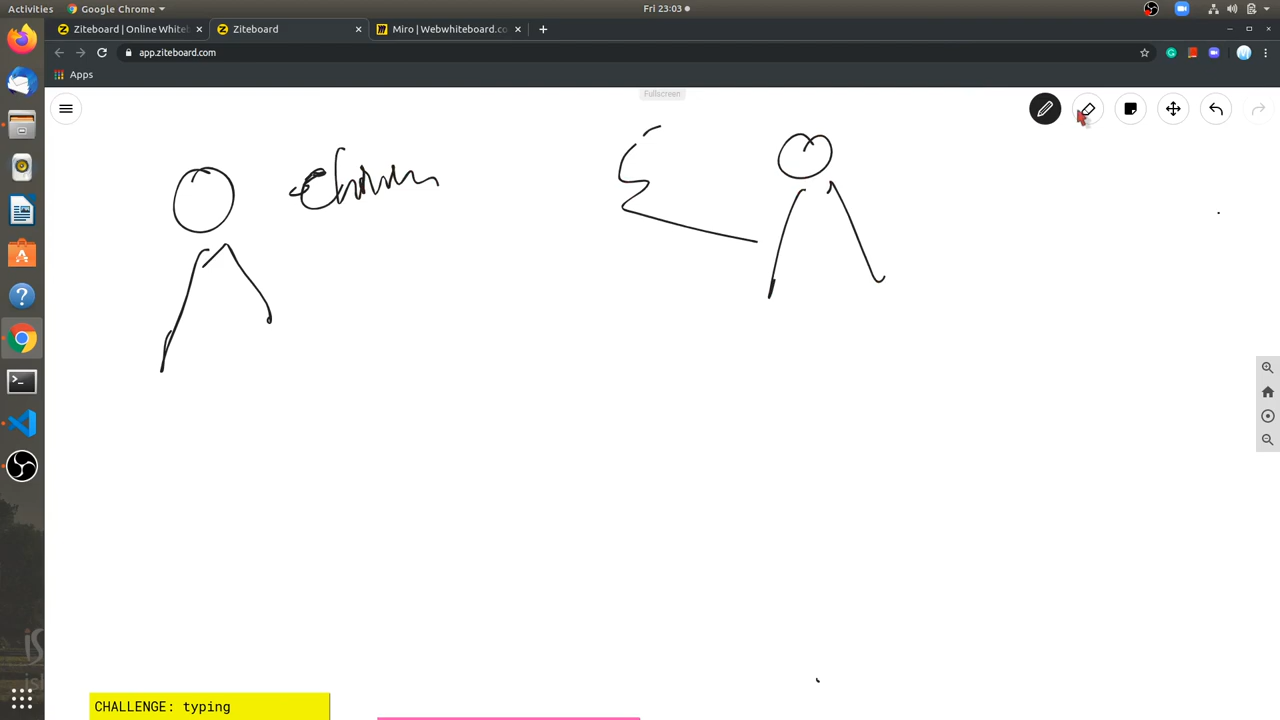 Activities Google Chrome Fri 23:03
Ziteboard | Online Whiteb Ziteboard Miro | Webwhiteboard.co
app.ziteboard.com
Apps
Fullscreen
CHALLENGE: typing